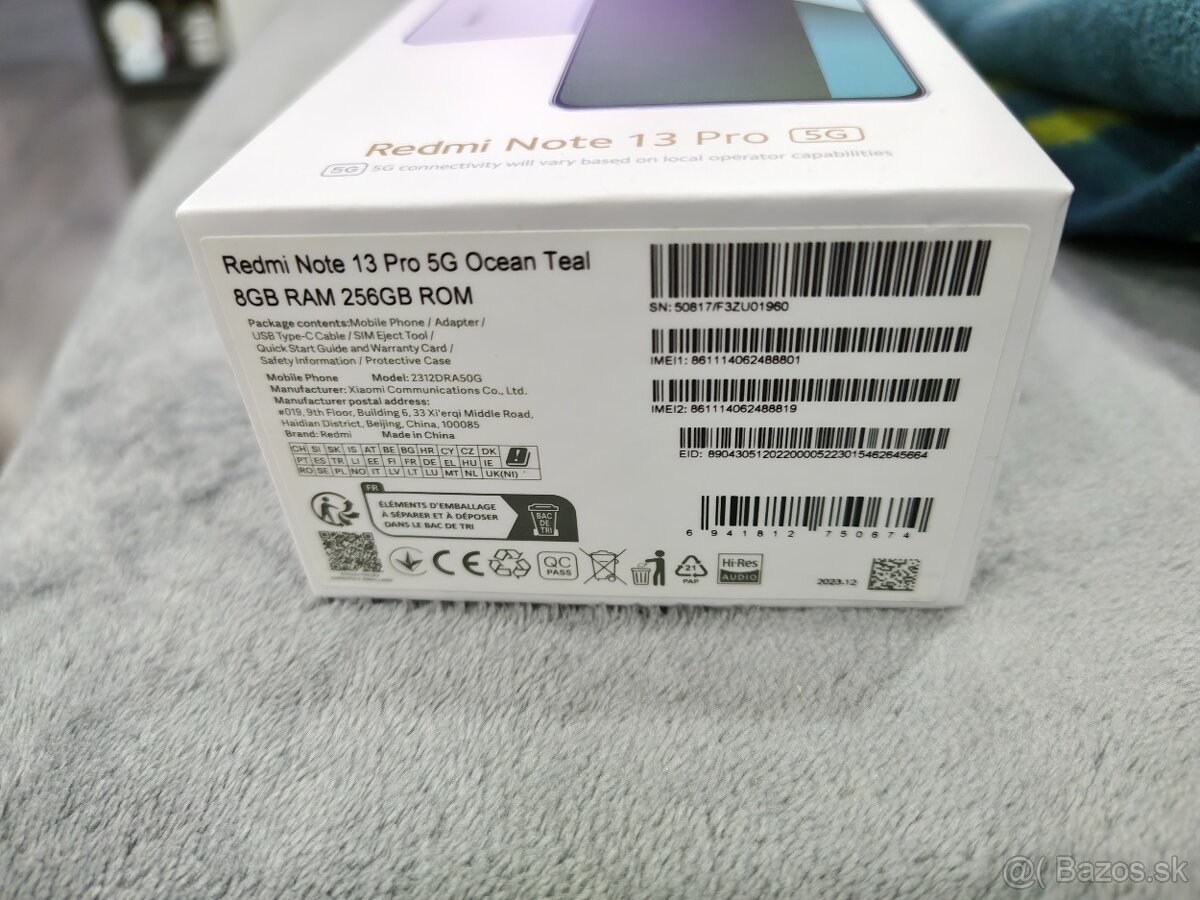 Redmi Note 13 Pro 5G
5G 5G connectivity will vary based on local operator capabilities
Redmi Note 13 Pro 5G Ocean Teal
8GB RAM 256GB ROM
Package contents:Mobile Phone / Adapter /
USB Type-C Cable / SIM Eject Tool /
Quick Start Guide and Warranty Card /
Safety Information / Protective Case
Mobile Phone Model: 2312DRA50G
Manufacturer: Xiaomi Communications Co., Ltd.
Manufacturer postal address:
#019, 9th Floor, Building 6, 33 Xi'erqi Middle Road,
Haidian District, Beijing, China, 100085
Brand: Redmi Made in China
CH SI SK IS AT BE BG HR CY CZ DK
PT ES TR LI EE FI FR DE EL HU IE
RO SE PL NO IT LV LT LU MT NL UK(NI)
FR
ÉLÉMENTS D'EMBALLAGE
À SÉPARER ET À DÉPOSER
DANS LE BAC DE TRI
BAC
DE
TRI
CE
QC
PASS
21
PAP
Hi-Res
AUDIO
SN: 50817/F3ZU01960
IMEI1: 861114062488801
IMEI2: 861114062488819
EID: 89043051202200005223015462645664
6 941812 750674
2023.12
@( Bazos.sk